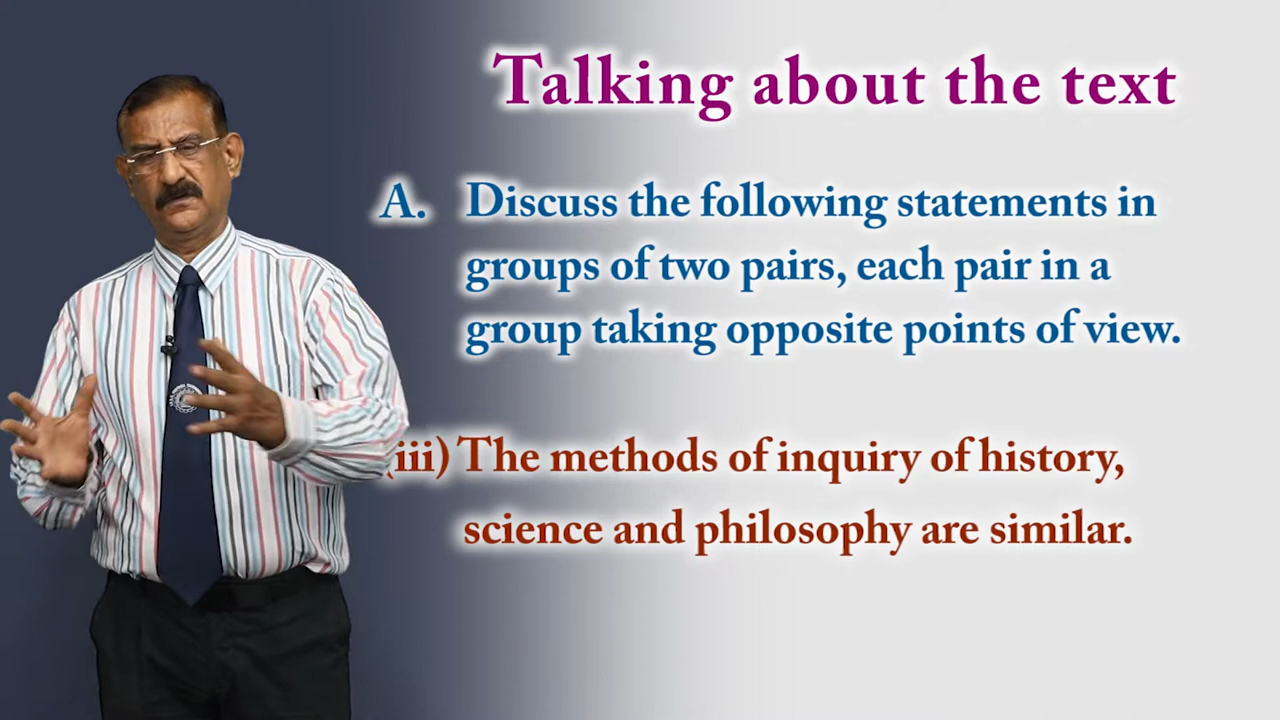 Talking about the text
A. Discuss the following statements in
groups of two pairs, each pair in a
group taking opposite points of view.
(iii) The methods of inquiry of history,
science and philosophy are similar.